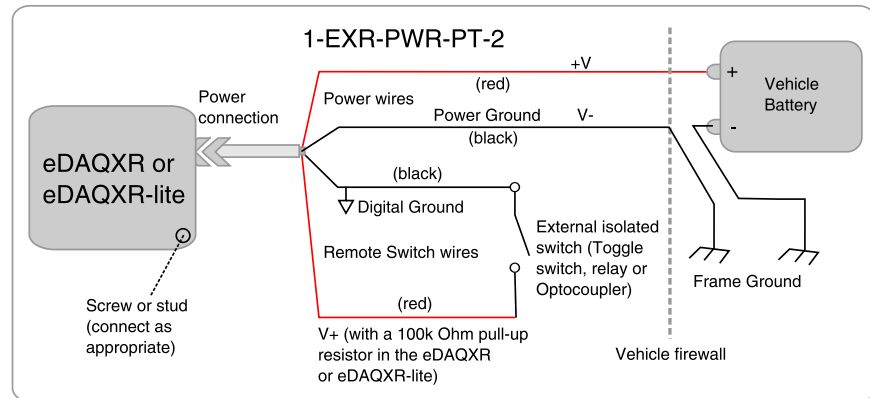 1-EXR-PWR-PT-2
+V
(red)
Power
connection
Power wires
Vehicle
Battery
+
-
Power Ground
V-
(black)
eDAQXR or
eDAQXR-lite
(black)
Digital Ground
External isolated
switch (Toggle
switch, relay or
Optocoupler)
Remote Switch wires
Frame Ground
(red)
Screw or stud
(connect as
appropriate)
V+ (with a 100k Ohm pull-up
resistor in the eDAQXR
or eDAQXR-lite)
Vehicle firewall